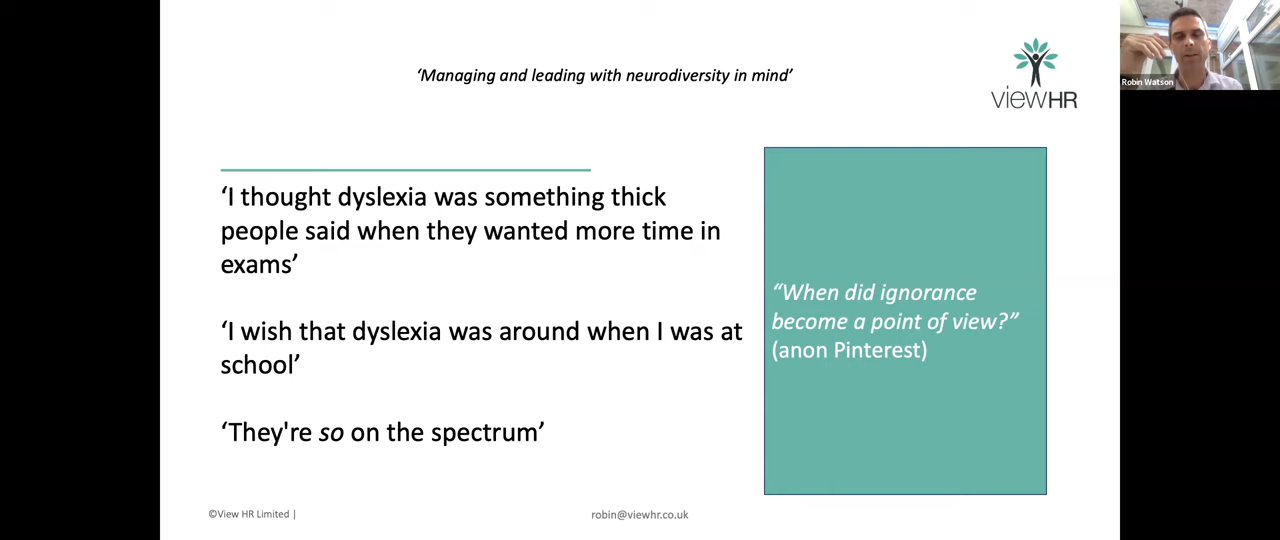 ‘Managing and leading with neurodiversity in mind’
viewHR
Robin Watson
‘I thought dyslexia was something thick
people said when they wanted more time in
exams’
‘I wish that dyslexia was around when I was at
school’
‘They're so on the spectrum’
“When did ignorance
become a point of view?”
(anon Pinterest)
©View HR Limited |
robin@viewhr.co.uk